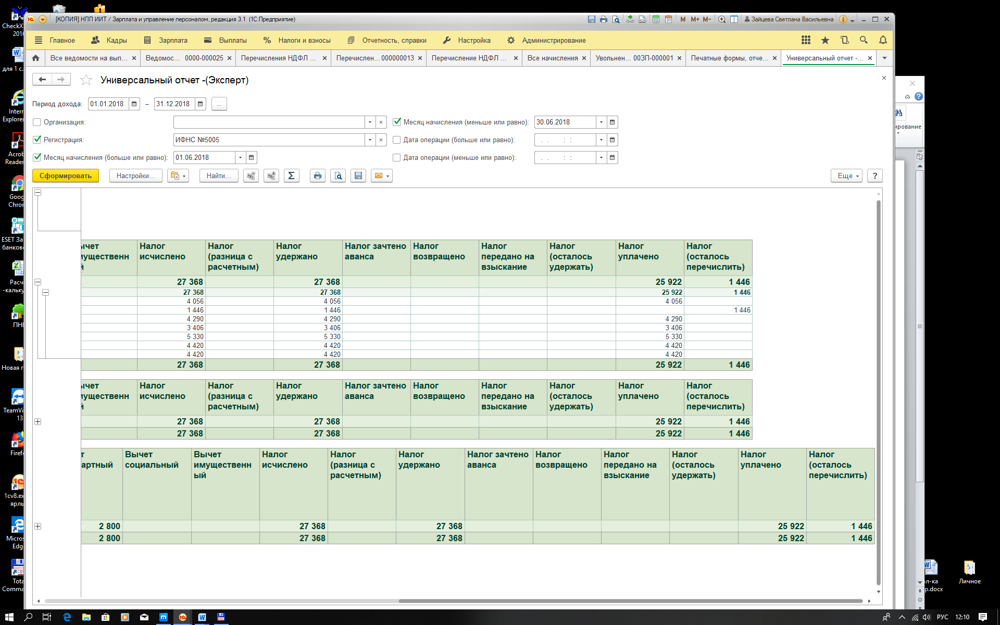 [КОПИЯ] НПП ИИТ / Зарплата и управление персоналом, редакция 3.1 (1С:Предприятие)
M M+ M- Зайцева Светлана Васильевна
Главное Кадры Зарплата Выплаты Налоги и взносы Отчетность, справки Настройка Администрирование
Все ведомости на вып... Ведомос... 0000-000025 Перечисления НДФЛ ... Перечислен... 000000013 Перечисление НДФЛ ... Все начисления Увольнен... 00ЗП-000001 Печатные формы, отче... Универсальный отчет -...
Универсальный отчет -(Эксперт)
Период дохода: 01.01.2018 – 31.12.2018 ...
Организация: Месяц начисления (меньше или равно): 30.06.2018
Регистрация: ИФНС №5005 Дата операции (больше или равно): . . : :
Месяц начисления (больше или равно): 01.06.2018 Дата операции (меньше или равно): . . : :
Сформировать Настройки... Найти... Σ Еще ?
ычет Налог Налог Налог Налог зачтено Налог Налог Налог Налог Налог
мущественн исчислено (разница с удержано аванса возвращено передано на (осталось уплачено (осталось
й расчетным) взыскание удержать) перечислить)
27 368 27 368 25 922 1 446
27 368 27 368 25 922 1 446
4 056 4 056 4 056
1 446 1 446 1 446
4 290 4 290 4 290
3 406 3 406 3 406
5 330 5 330 5 330
4 420 4 420 4 420
4 420 4 420 4 420
27 368 27 368 25 922 1 446
ычет Налог Налог Налог Налог зачтено Налог Налог Налог Налог Налог
мущественн исчислено (разница с удержано аванса возвращено передано на (осталось уплачено (осталось
й расчетным) взыскание удержать) перечислить)
27 368 27 368 25 922 1 446
27 368 27 368 25 922 1 446
т Вычет Вычет Налог Налог Налог Налог зачтено Налог Налог Налог Налог Налог
артный социальный имущественн исчислено (разница с удержано аванса возвращено передано на (осталось уплачено (осталось
ый расчетным) взыскание удержать) перечислить)
2 800 27 368 27 368 25 922 1 446
2 800 27 368 27 368 25 922 1 446
CheckX
2016
для 1 с.
Intern
Explorer
Acrob
Reader
Goog
Chron
ESET За
банков
Расч
-кальку
ПН
Новая п
TeamVi
13
Firef
1cv8.ex
ярль
Micros
Edg
Tota
Comma
ирование
ол-ка
р.docx
Личное
РУС 12:10